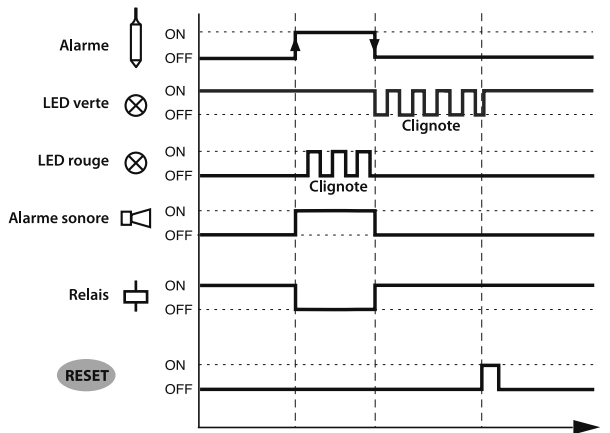 Alarme ON
OFF
LED verte ON
OFF
Clignote
LED rouge ON
OFF
Clignote
Alarme sonore ON
OFF
Relais ON
OFF
RESET ON
OFF